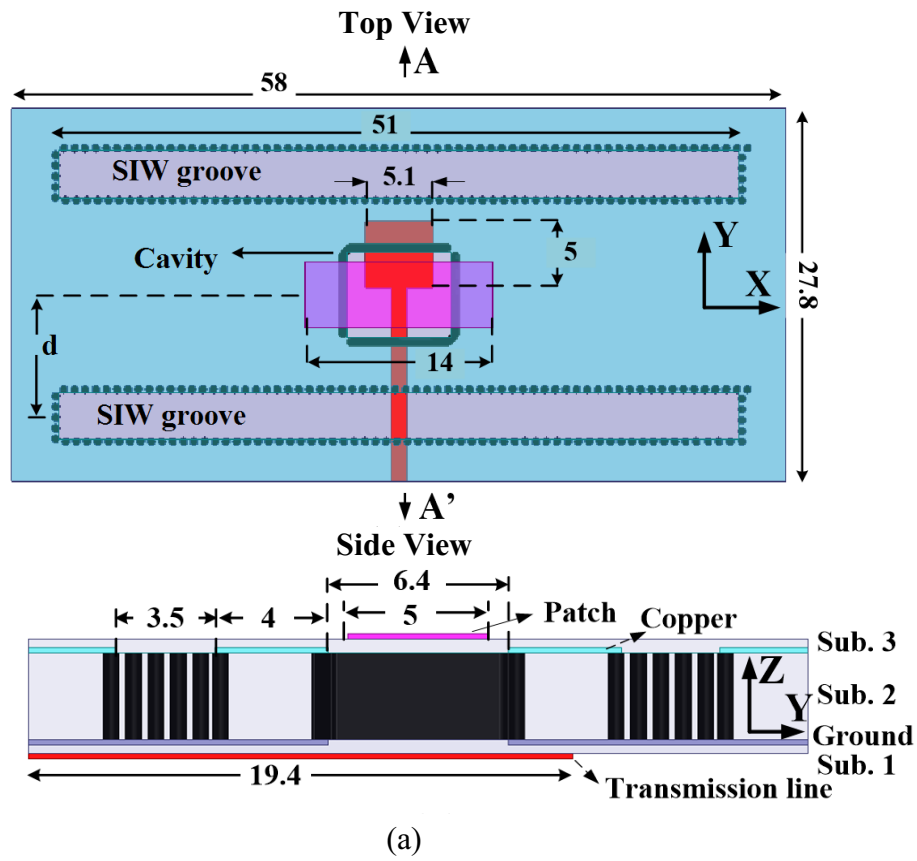 Top View
A
58
51
SIW groove
5.1
Cavity
5
Y
X
27.8
d
14
SIW groove
A'
Side View
6.4
3.5
4
5
Patch
Copper
Sub. 3
Z
Sub. 2
Y
Ground
Sub. 1
19.4
Transmission line
(a)